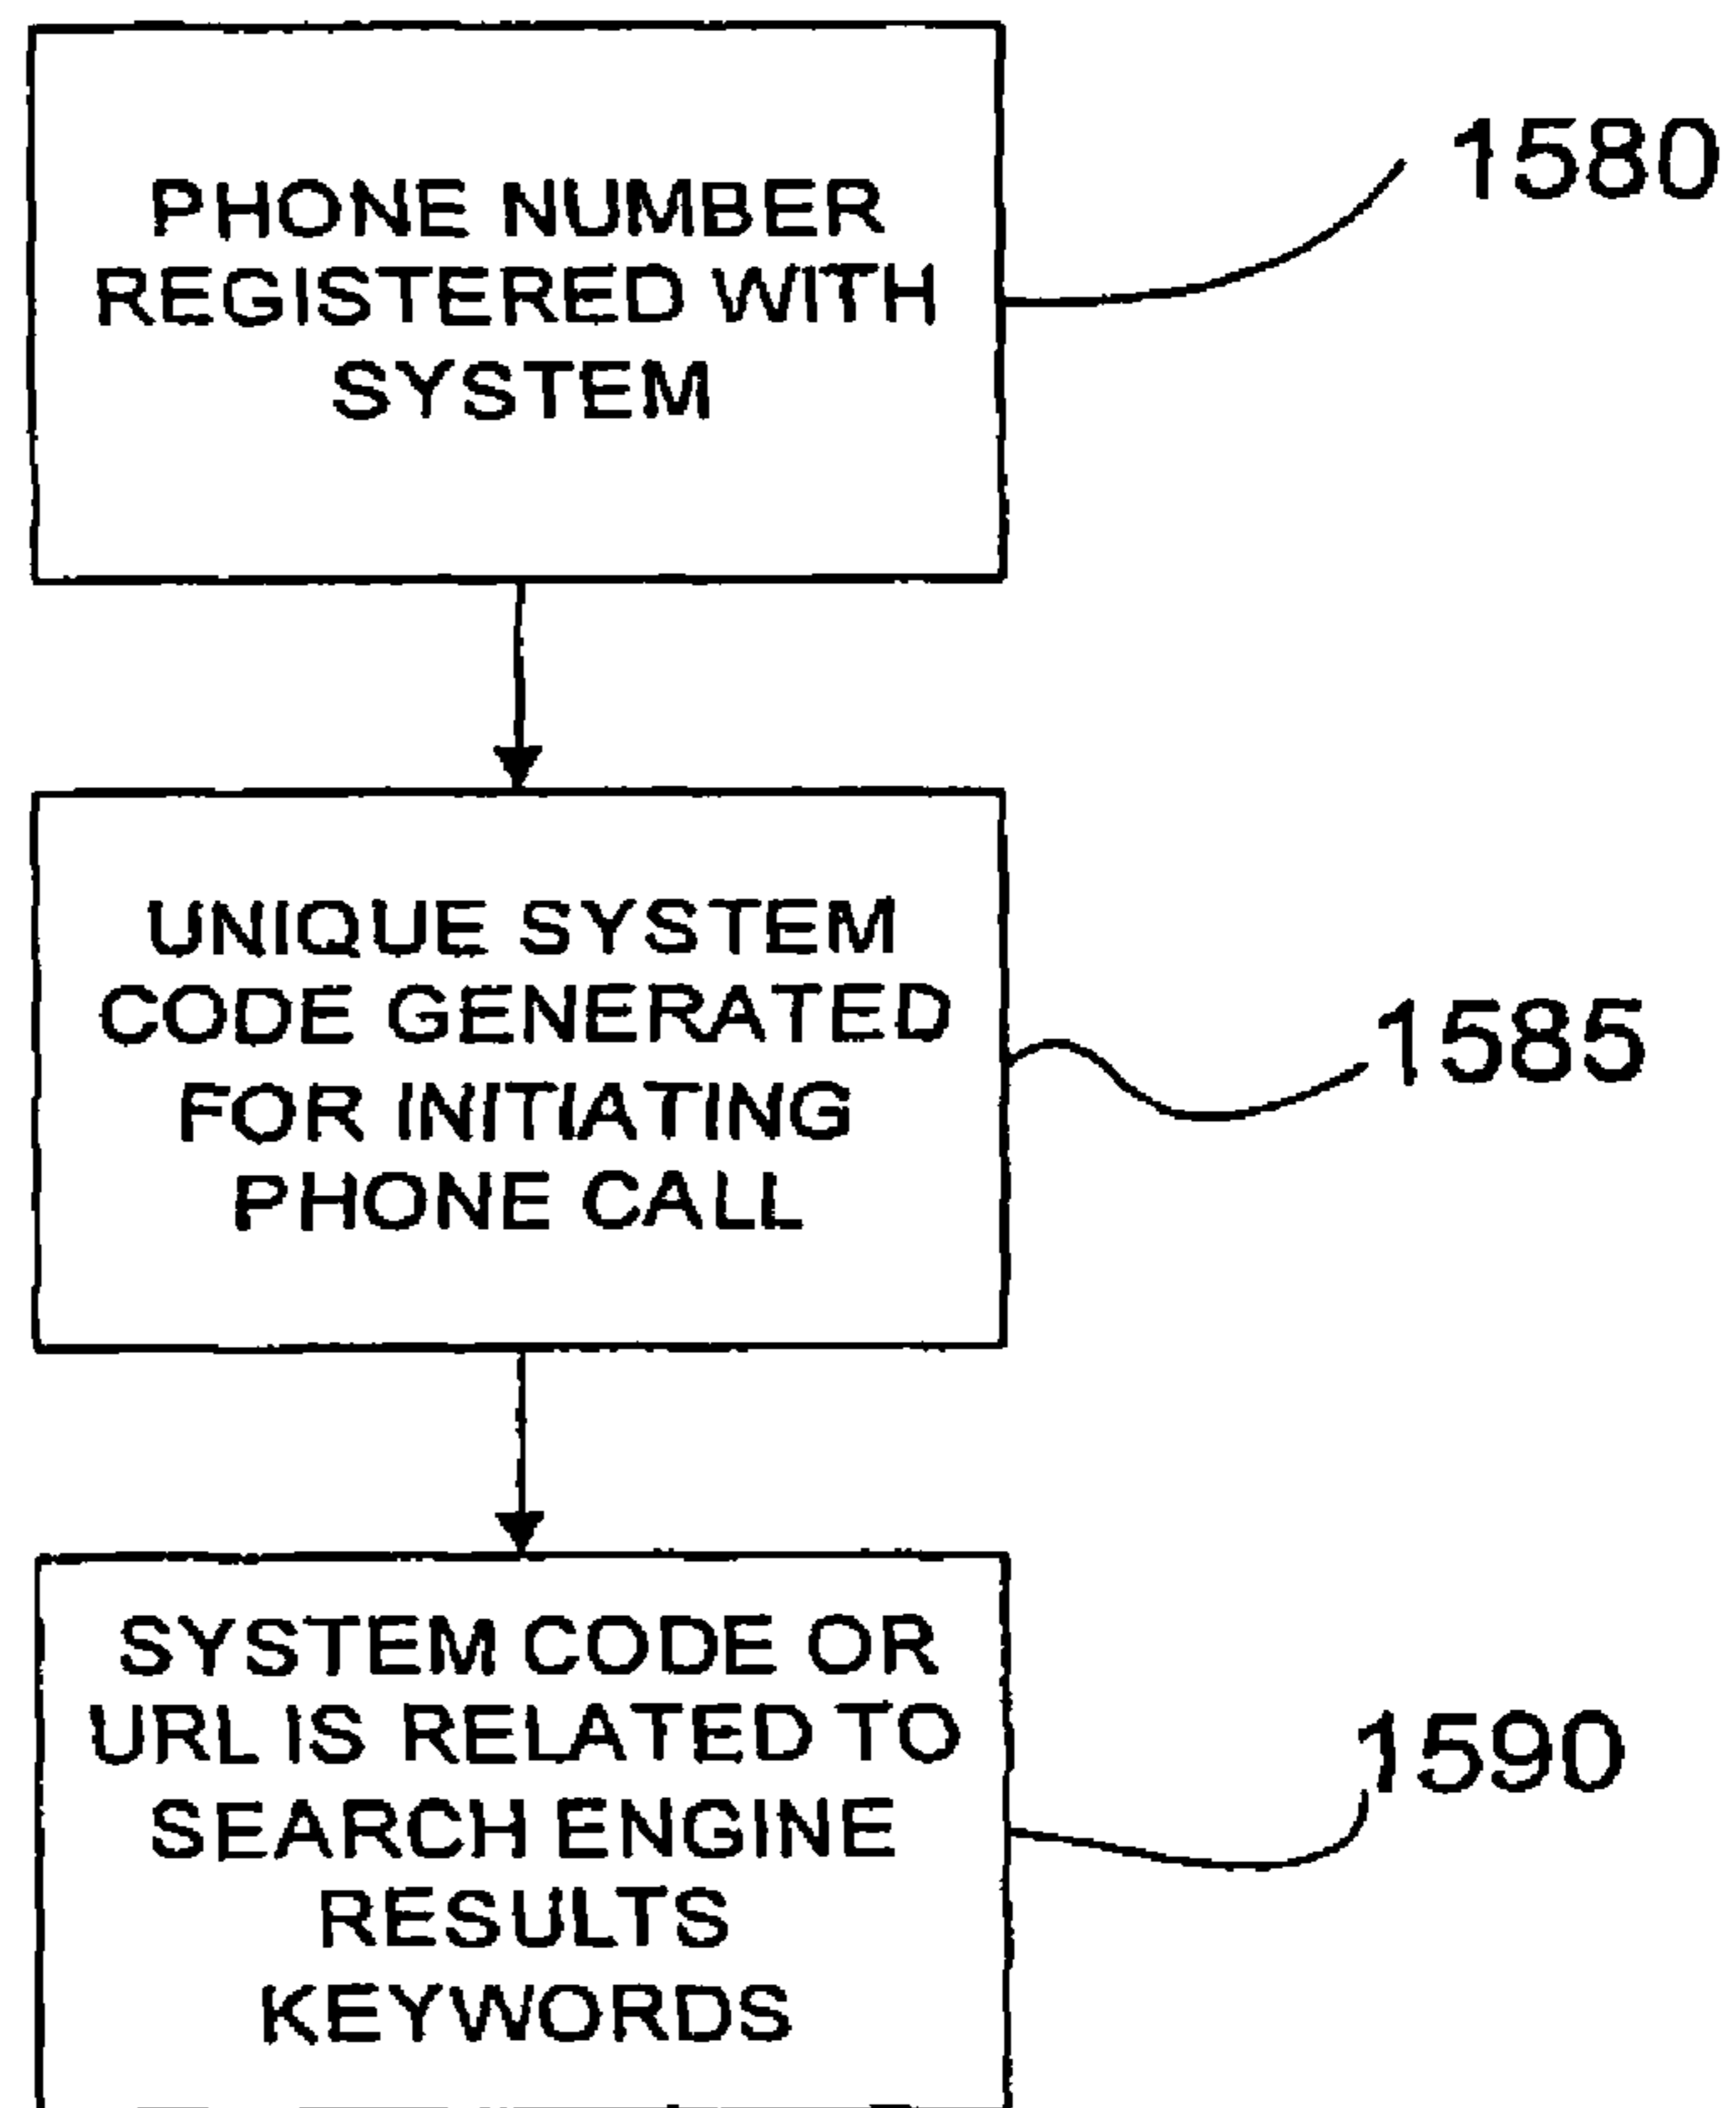 PHONE NUMBER
REGISTERED WITH
SYSTEM
1580
UNIQUE SYSTEM
CODE GENERATED
FOR INITIATING
PHONE CALL
1585
SYSTEM CODE OR
URL IS RELATED TO
SEARCH ENGINE
RESULTS
KEYWORDS
1590